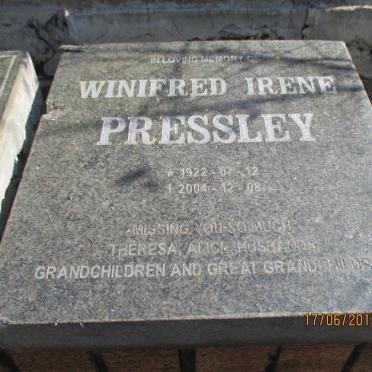 IN LOVING MEMORY OF
WINIFRED IRENE
PRESSLEY
★ 1922 - 07 - 12
† 2004 - 12 - 08
MISSING YOU SO MUCH
THERESA, ALICE, HUSBANDS,
GRANDCHILDREN AND GREAT GRANDCHILDR
17/06/201